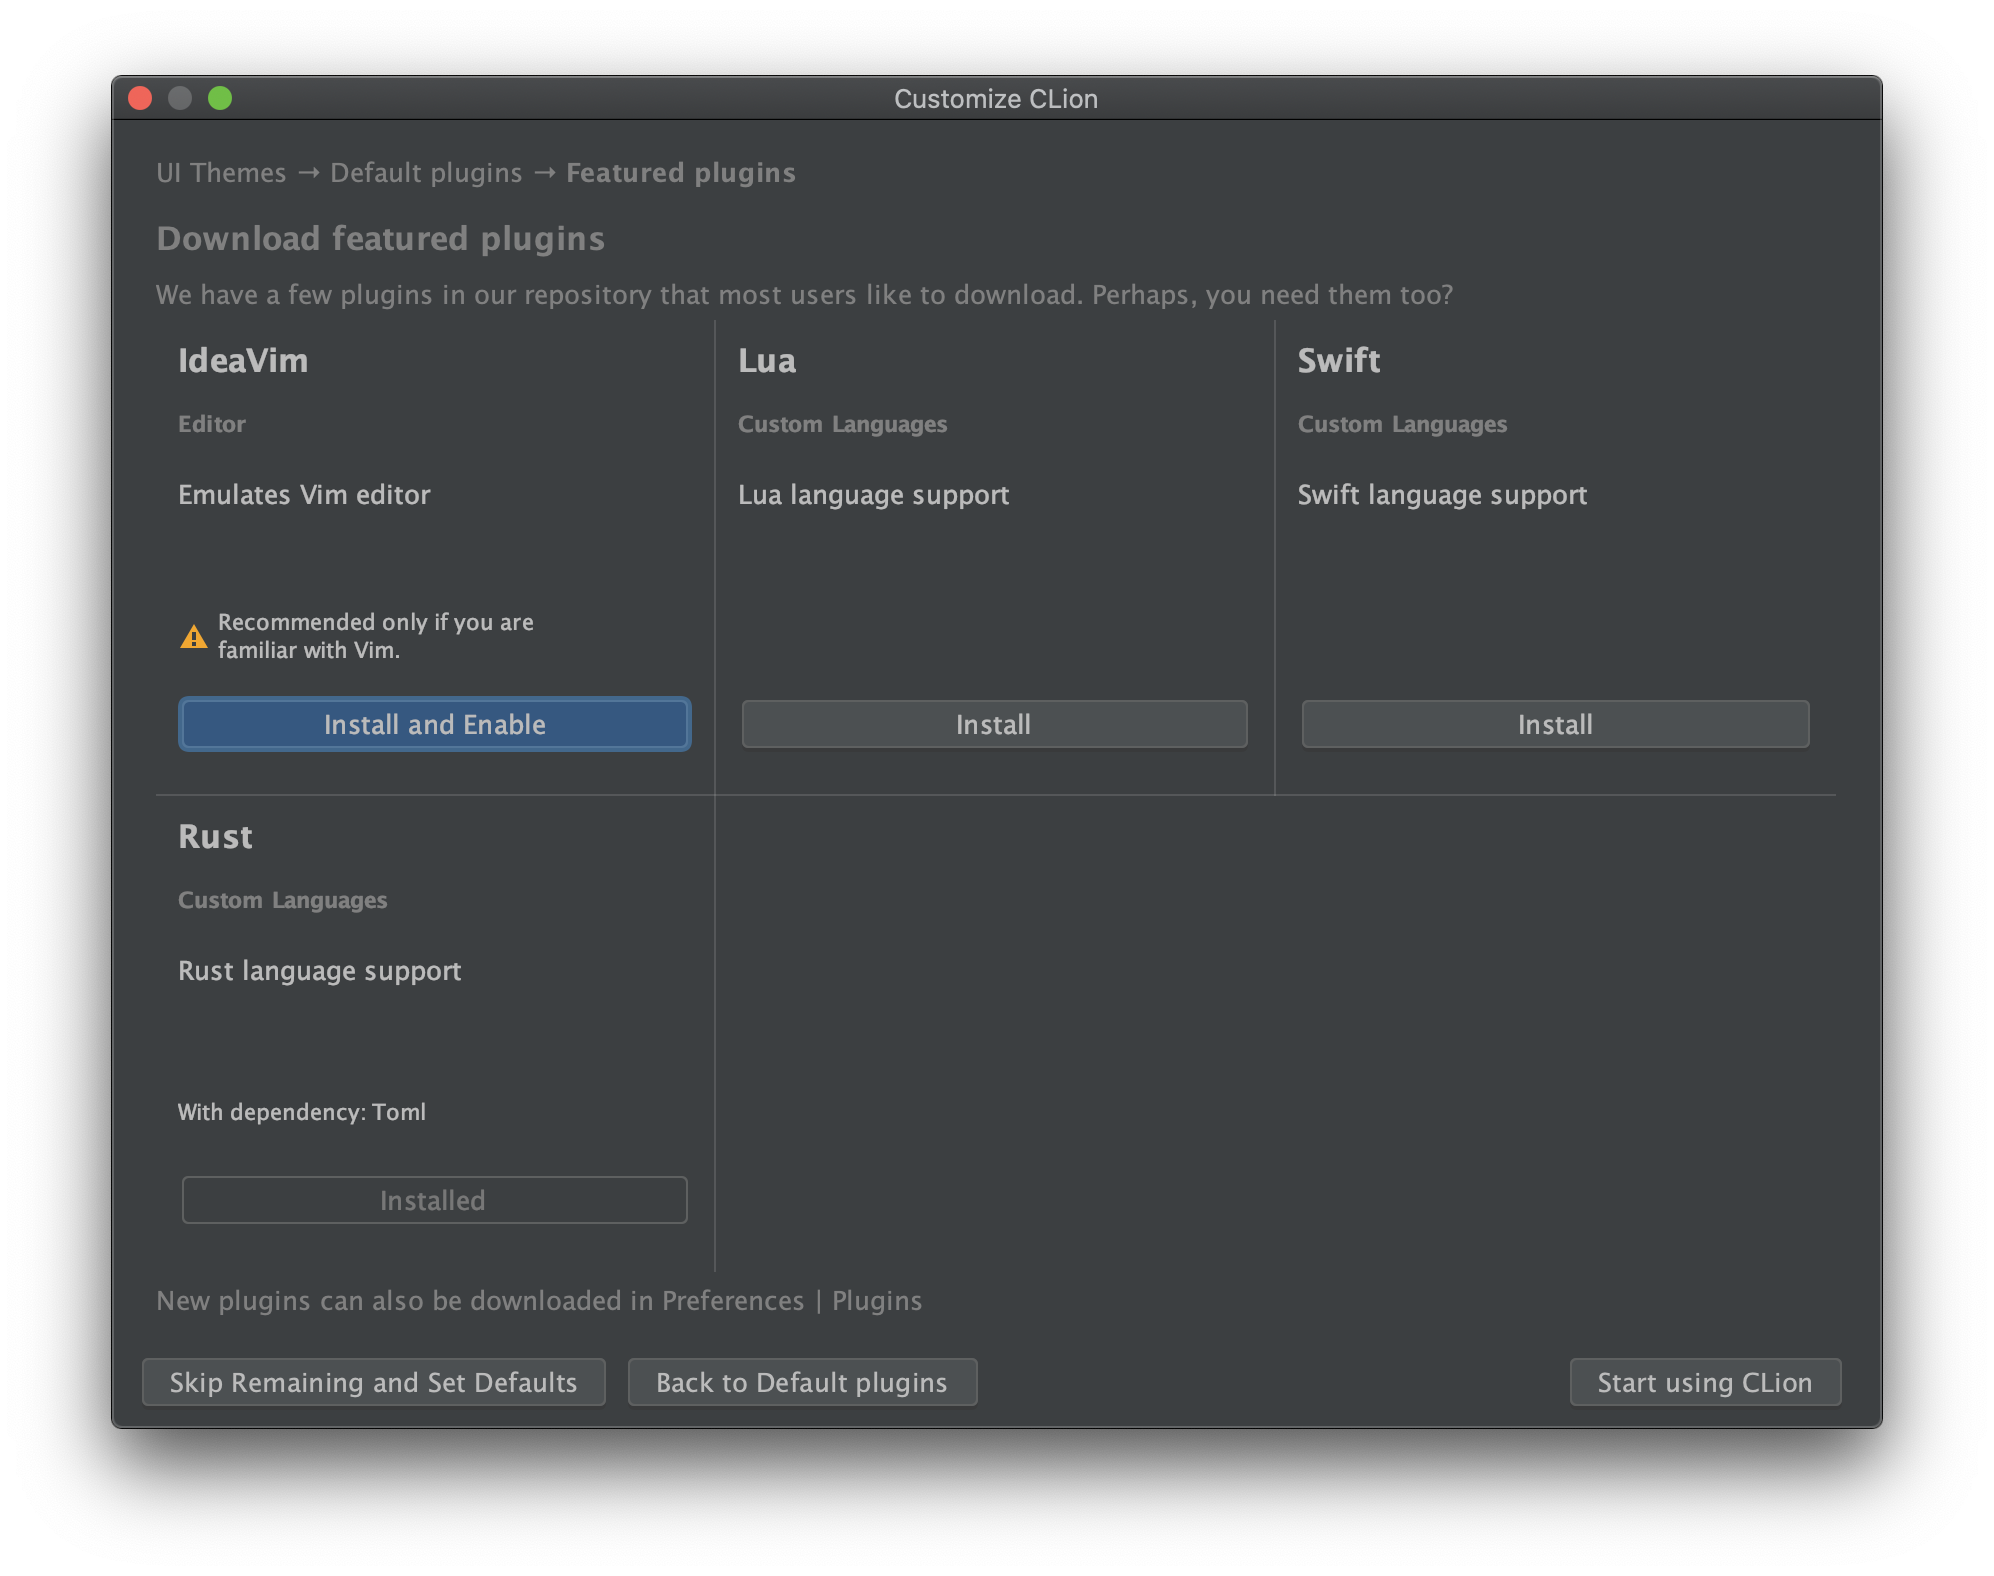 Customize CLion
UI Themes → Default plugins → Featured plugins
Download featured plugins
We have a few plugins in our repository that most users like to download. Perhaps, you need them too?
IdeaVim
Editor
Emulates Vim editor
Recommended only if you are
familiar with Vim.
Install and Enable
Lua
Custom Languages
Lua language support
Install
Swift
Custom Languages
Swift language support
Install
Rust
Custom Languages
Rust language support
With dependency: Toml
Installed
New plugins can also be downloaded in Preferences | Plugins
Skip Remaining and Set Defaults
Back to Default plugins
Start using CLion